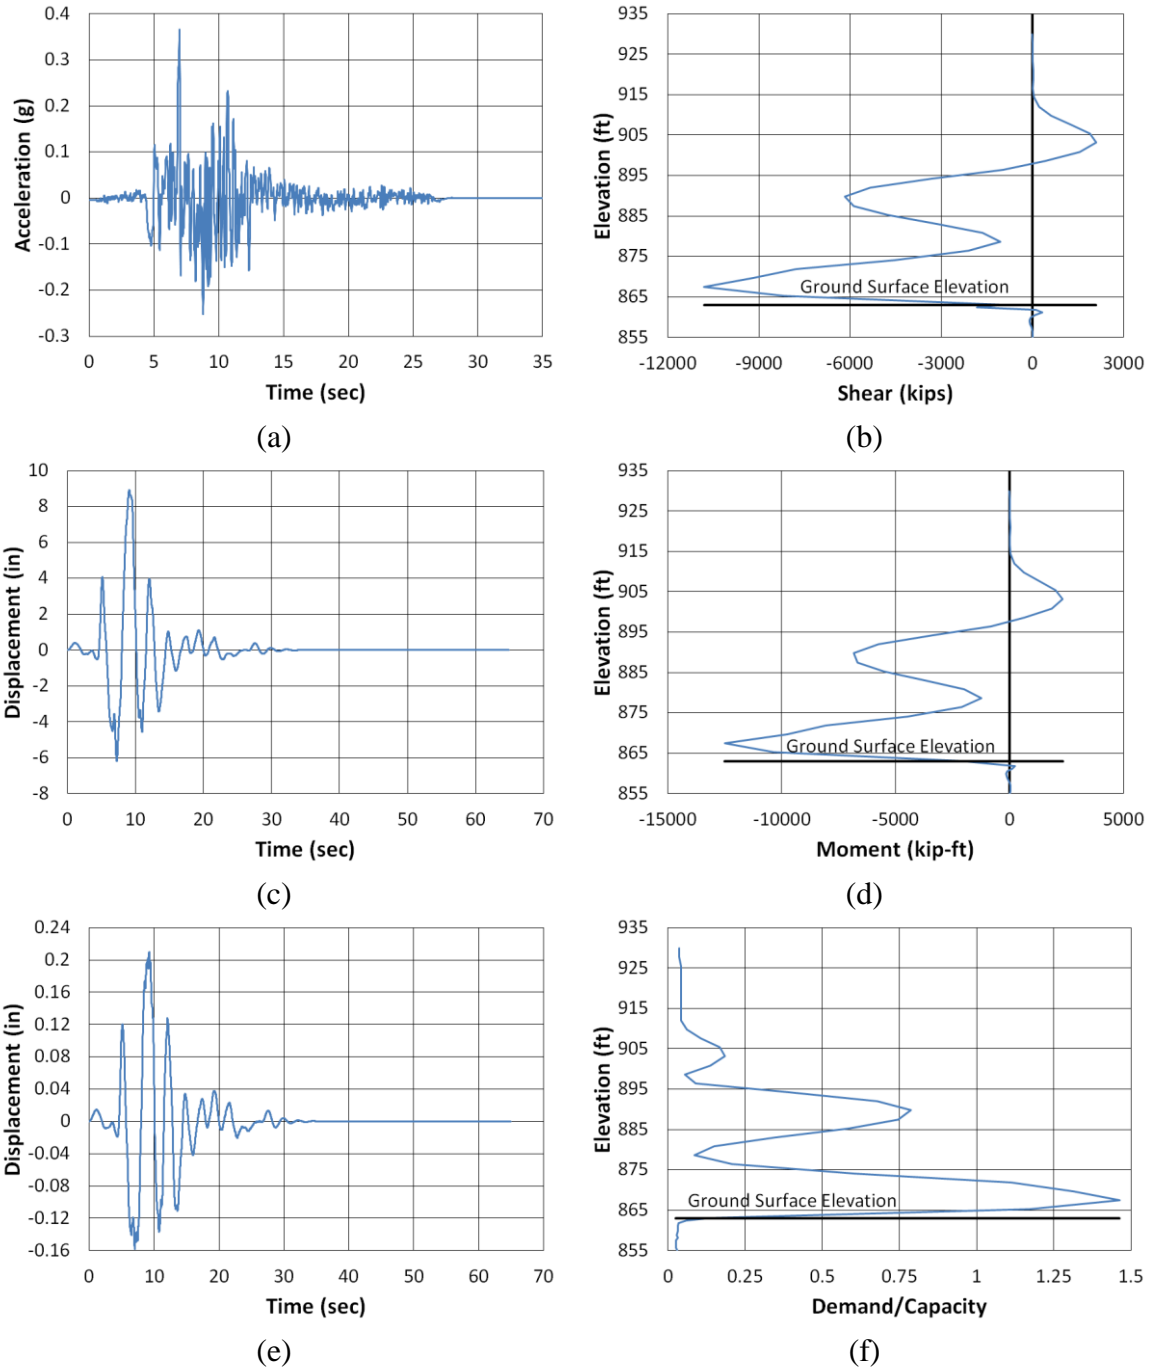 0.4
0.3
0.2
0.1
0
-0.1
-0.2
-0.3
Acceleration (g)
0 5 10 15 20 25 30 35
Time (sec)
(a)
935
925
915
905
895
885
875
865
855
Elevation (ft)
Ground Surface Elevation
-12000 -9000 -6000 -3000 0 3000
Shear (kips)
(b)
10
8
6
4
2
0
-2
-4
-6
-8
Displacement (in)
0 10 20 30 40 50 60 70
Time (sec)
(c)
935
925
915
905
895
885
875
865
855
Elevation (ft)
Ground Surface Elevation
-15000 -10000 -5000 0 5000
Moment (kip-ft)
(d)
0.24
0.2
0.16
0.12
0.08
0.04
0
-0.04
-0.08
-0.12
-0.16
Displacement (in)
0 10 20 30 40 50 60 70
Time (sec)
(e)
935
925
915
905
895
885
875
865
855
Elevation (ft)
Ground Surface Elevation
0 0.25 0.5 0.75 1 1.25 1.5
Demand/Capacity
(f)